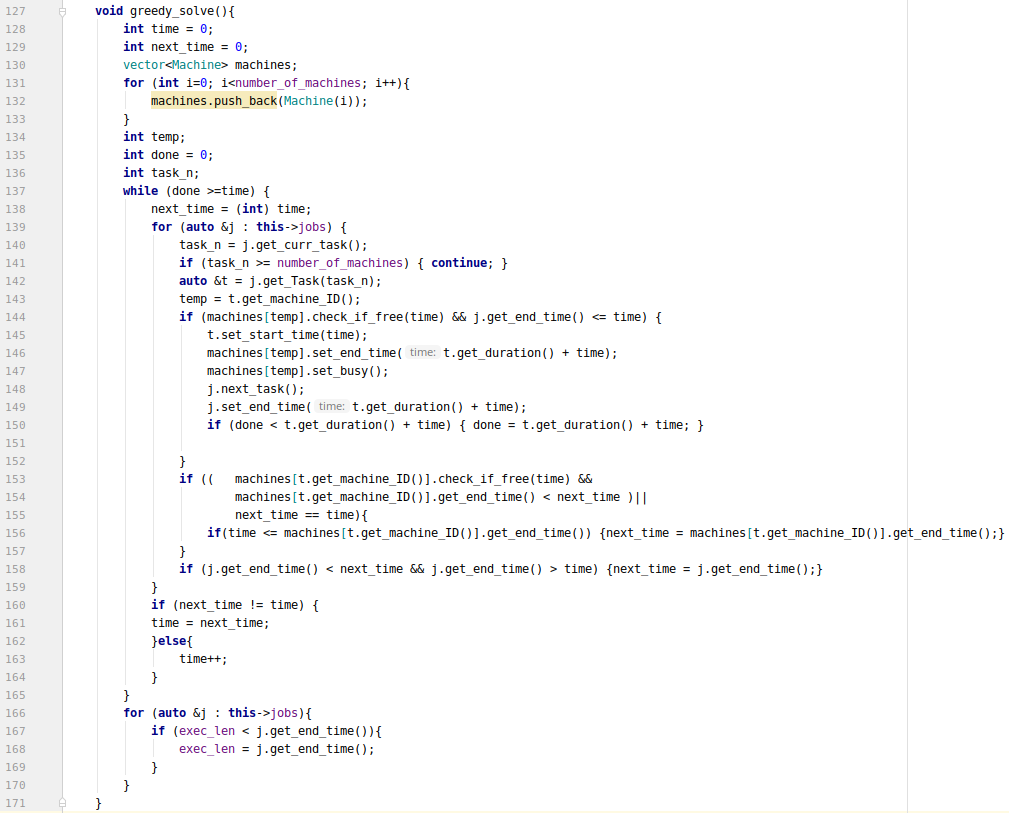 127 void greedy_solve(){
128 int time = 0;
129 int next_time = 0;
130 vector<Machine> machines;
131 for (int i=0; i<number_of_machines; i++){
132 machines.push_back(Machine(i));
133 }
134 int temp;
135 int done = 0;
136 int task_n;
137 while (done >=time) {
138 next_time = (int) time;
139 for (auto &j : this->jobs) {
140 task_n = j.get_curr_task();
141 if (task_n >= number_of_machines) { continue; }
142 auto &t = j.get_Task(task_n);
143 temp = t.get_machine_ID();
144 if (machines[temp].check_if_free(time) && j.get_end_time() <= time) {
145 t.set_start_time(time);
146 machines[temp].set_end_time( time: t.get_duration() + time);
147 machines[temp].set_busy();
148 j.next_task();
149 j.set_end_time( time: t.get_duration() + time);
150 if (done < t.get_duration() + time) { done = t.get_duration() + time; }
151
152 }
153 if (( machines[t.get_machine_ID()].check_if_free(time) &&
154 machines[t.get_machine_ID()].get_end_time() < next_time )||
155 next_time == time){
156 if(time <= machines[t.get_machine_ID()].get_end_time()) {next_time = machines[t.get_machine_ID()].get_end_time();}
157 }
158 if (j.get_end_time() < next_time && j.get_end_time() > time) {next_time = j.get_end_time();}
159 }
160 if (next_time != time) {
161 time = next_time;
162 }else{
163 time++;
164 }
165 }
166 for (auto &j : this->jobs){
167 if (exec_len < j.get_end_time()){
168 exec_len = j.get_end_time();
169 }
170 }
171 }